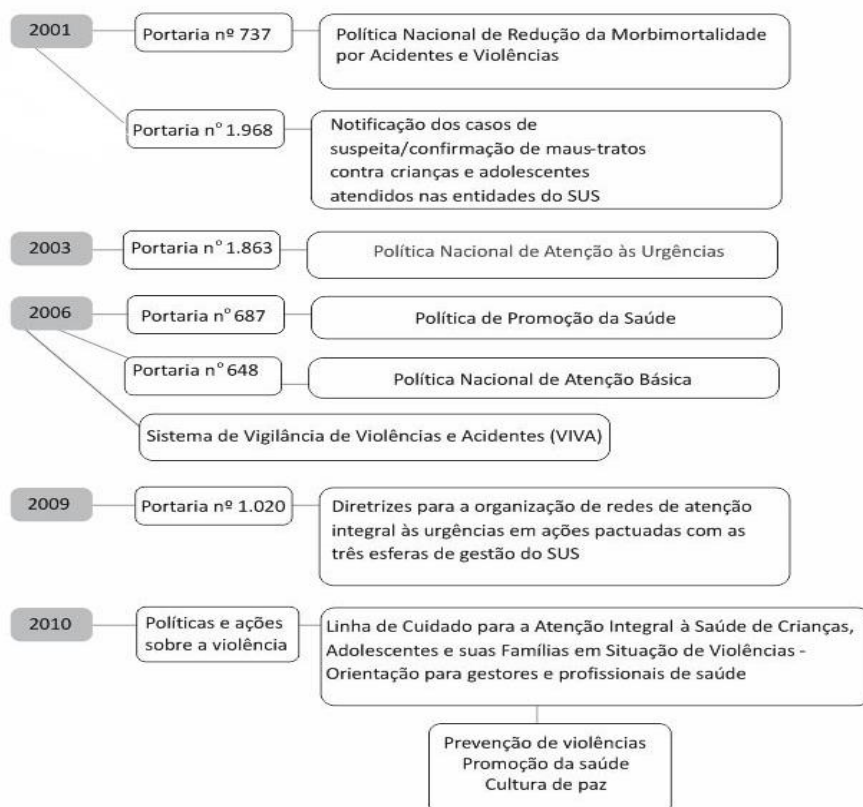 2001
Portaria nº 737
Política Nacional de Redução da Morbimortalidade
por Acidentes e Violências
Portaria nº 1.968
Notificação dos casos de
suspeita/confirmação de maus-tratos
contra crianças e adolescentes
atendidos nas entidades do SUS
2003
Portaria nº 1.863
Política Nacional de Atenção às Urgências
2006
Portaria nº 687
Política de Promoção da Saúde
Portaria nº 648
Política Nacional de Atenção Básica
Sistema de Vigilância de Violências e Acidentes (VIVA)
2009
Portaria nº 1.020
Diretrizes para a organização de redes de atenção
integral às urgências em ações pactuadas com as
três esferas de gestão do SUS
2010
Políticas e ações
sobre a violência
Linha de Cuidado para a Atenção Integral à Saúde de Crianças,
Adolescentes e suas Famílias em Situação de Violências -
Orientação para gestores e profissionais de saúde
Prevenção de violências
Promoção da saúde
Cultura de paz